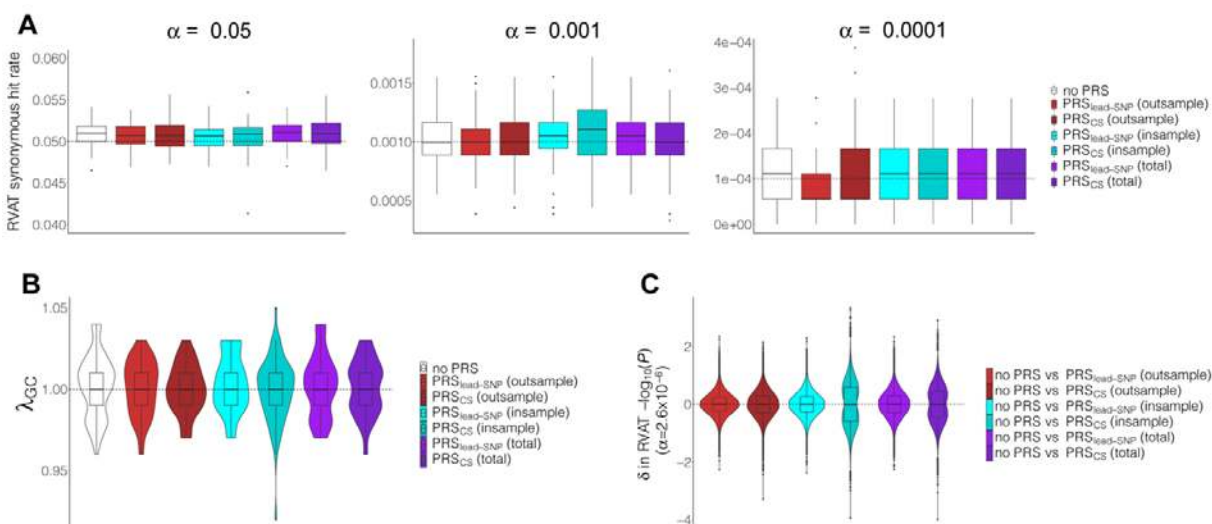 A
α = 0.05
α = 0.001
α = 0.0001
RVAT synonymous hit rate
0.060
0.055
0.050
0.045
0.040
0.0015
0.0010
0.0005
4e−04
3e−04
2e−04
1e−04
0e+00
no PRS
PRSlead−SNP (outsample)
PRSCS (outsample)
PRSlead−SNP (insample)
PRSCS (insample)
PRSlead−SNP (total)
PRSCS (total)
B
λGC
1.05
1.00
0.95
no PRS
PRSlead−SNP (outsample)
PRSCS (outsample)
PRSlead−SNP (insample)
PRSCS (insample)
PRSlead−SNP (total)
PRSCS (total)
C
δ in RVAT −log10(P)
(α=2.6x10−6)
2
0
−2
−4
no PRS vs PRSlead−SNP (outsample)
no PRS vs PRSCS (outsample)
no PRS vs PRSlead−SNP (insample)
no PRS vs PRSCS (insample)
no PRS vs PRSlead−SNP (total)
no PRS vs PRSCS (total)